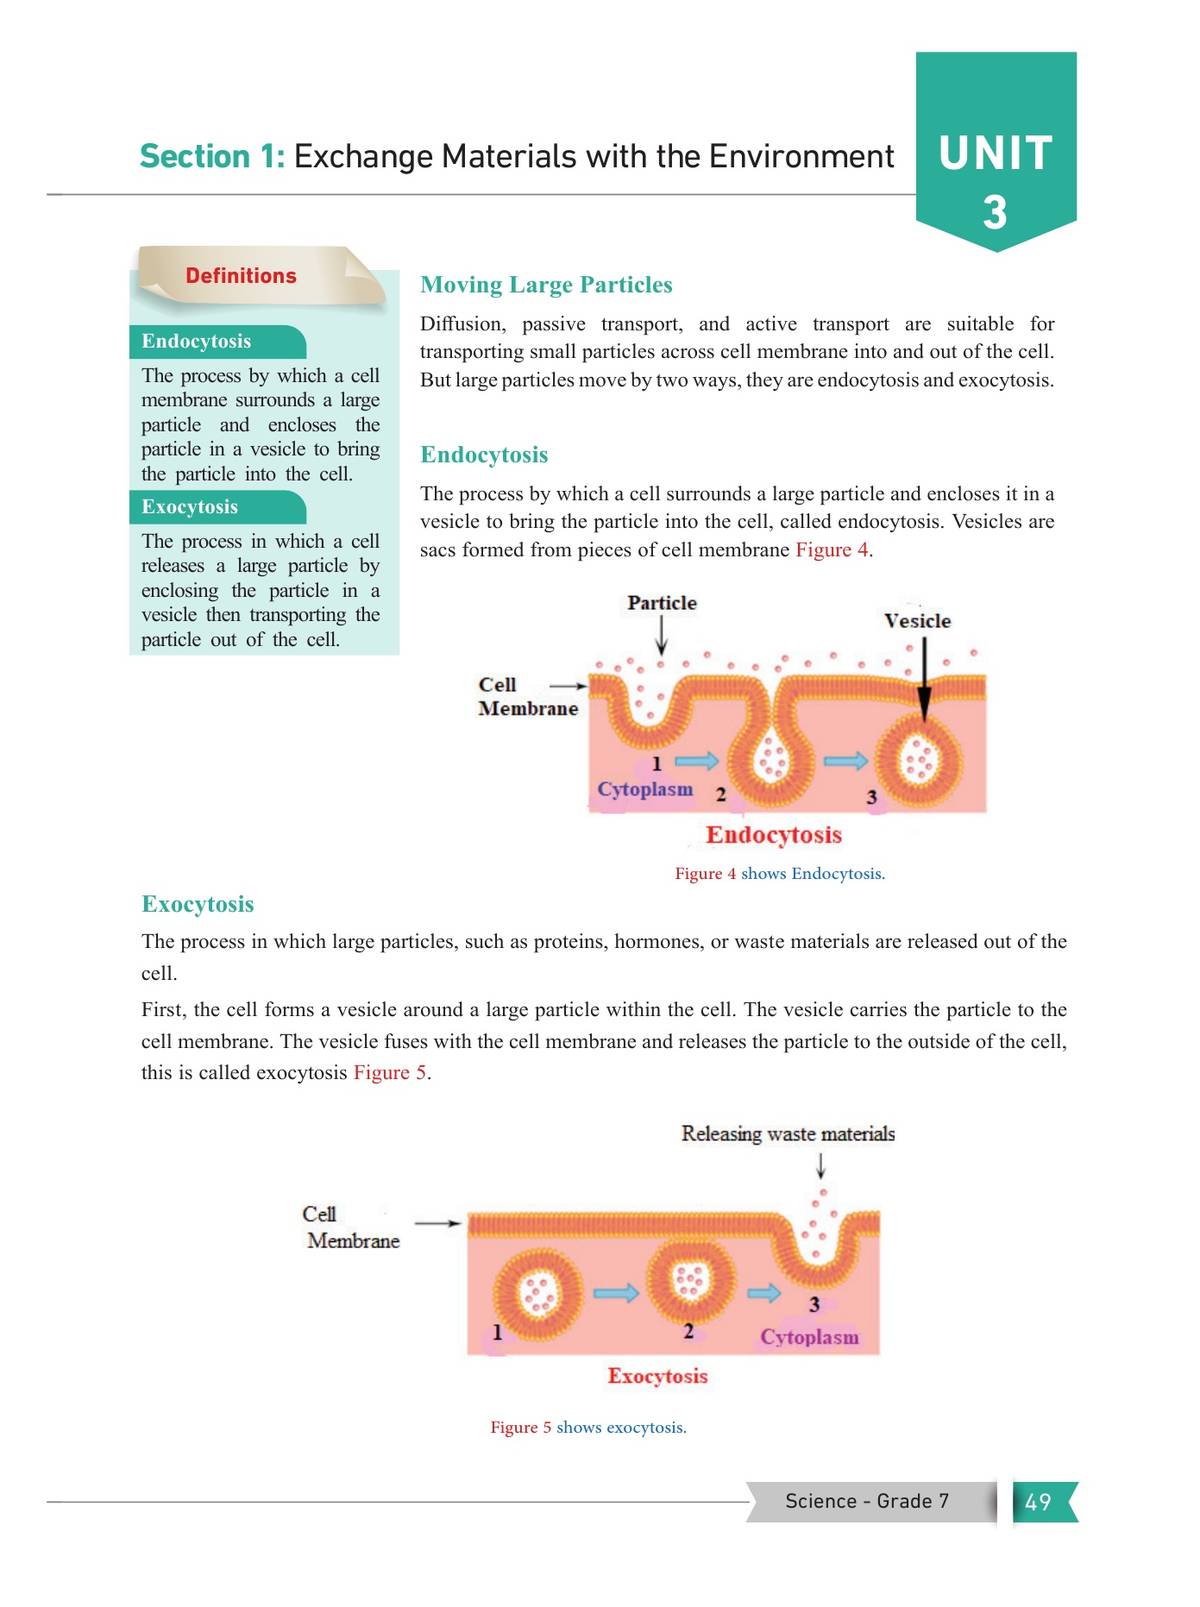 Section 1: Exchange Materials with the Environment
UNIT
3
Definitions
Endocytosis
The process by which a cell
membrane surrounds a large
particle and encloses the
particle in a vesicle to bring
the particle into the cell.
Exocytosis
The process in which a cell
releases a large particle by
enclosing the particle in a
vesicle then transporting the
particle out of the cell.
Moving Large Particles
Diffusion, passive transport, and active transport are suitable for
transporting small particles across cell membrane into and out of the cell.
But large particles move by two ways, they are endocytosis and exocytosis.
Endocytosis
The process by which a cell surrounds a large particle and encloses it in a
vesicle to bring the particle into the cell, called endocytosis. Vesicles are
sacs formed from pieces of cell membrane Figure 4.
Particle
Vesicle
Cell
Membrane
1
Cytoplasm
2
3
Endocytosis
Figure 4 shows Endocytosis.
Exocytosis
The process in which large particles, such as proteins, hormones, or waste materials are released out of the
cell.
First, the cell forms a vesicle around a large particle within the cell. The vesicle carries the particle to the
cell membrane. The vesicle fuses with the cell membrane and releases the particle to the outside of the cell,
this is called exocytosis Figure 5.
Releasing waste materials
Cell
Membrane
1
2
3
Cytoplasm
Exocytosis
Figure 5 shows exocytosis.
Science - Grade 7
49